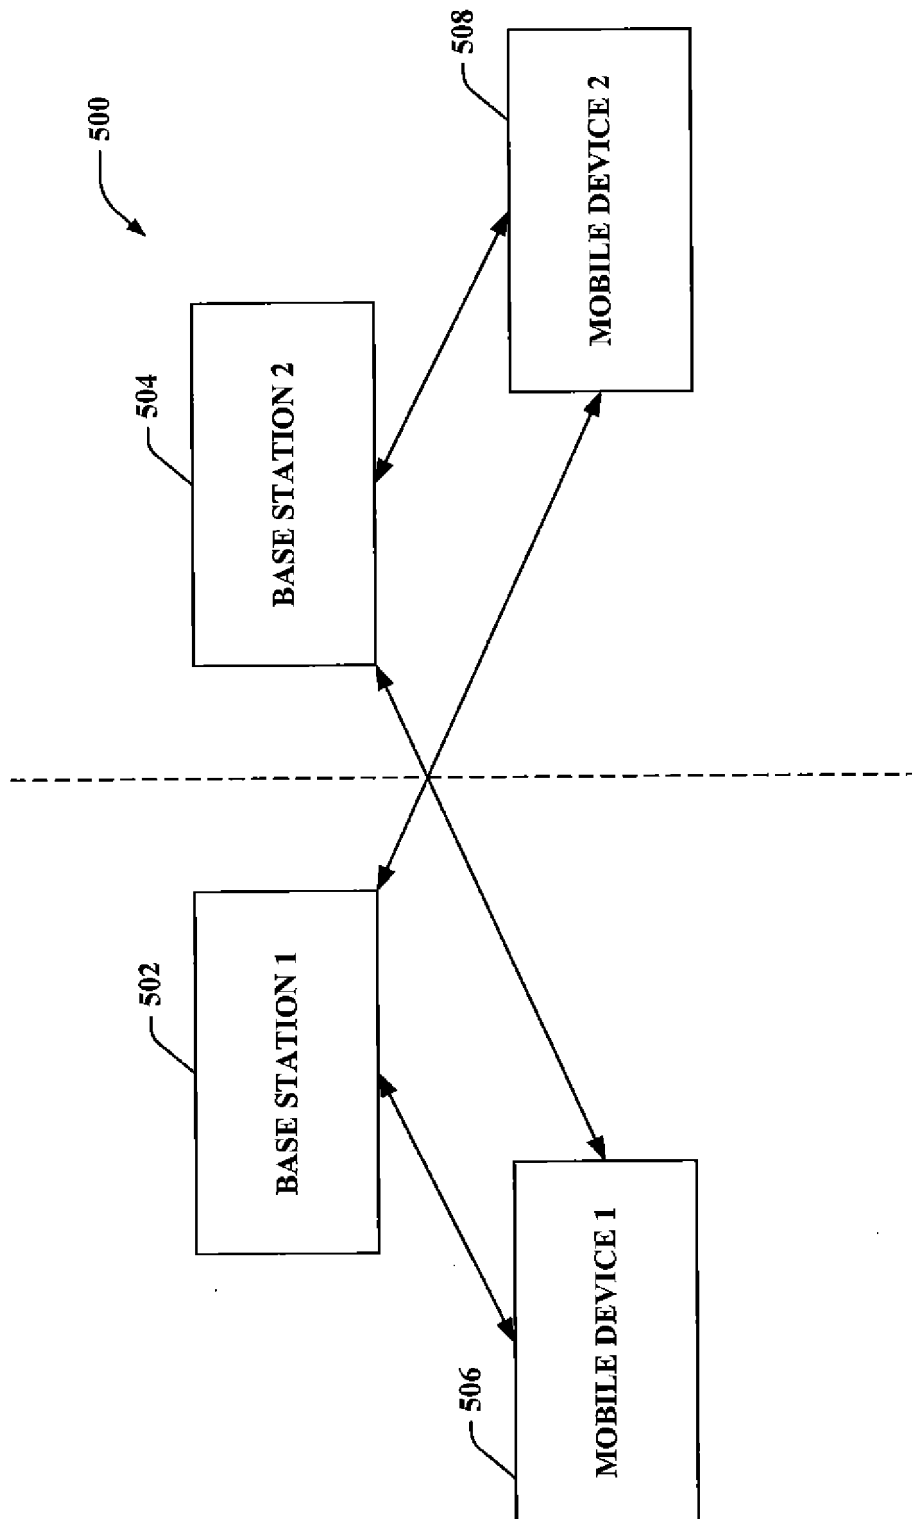 500
502
BASE STATION 1
504
BASE STATION 2
506
MOBILE DEVICE 1
508
MOBILE DEVICE 2